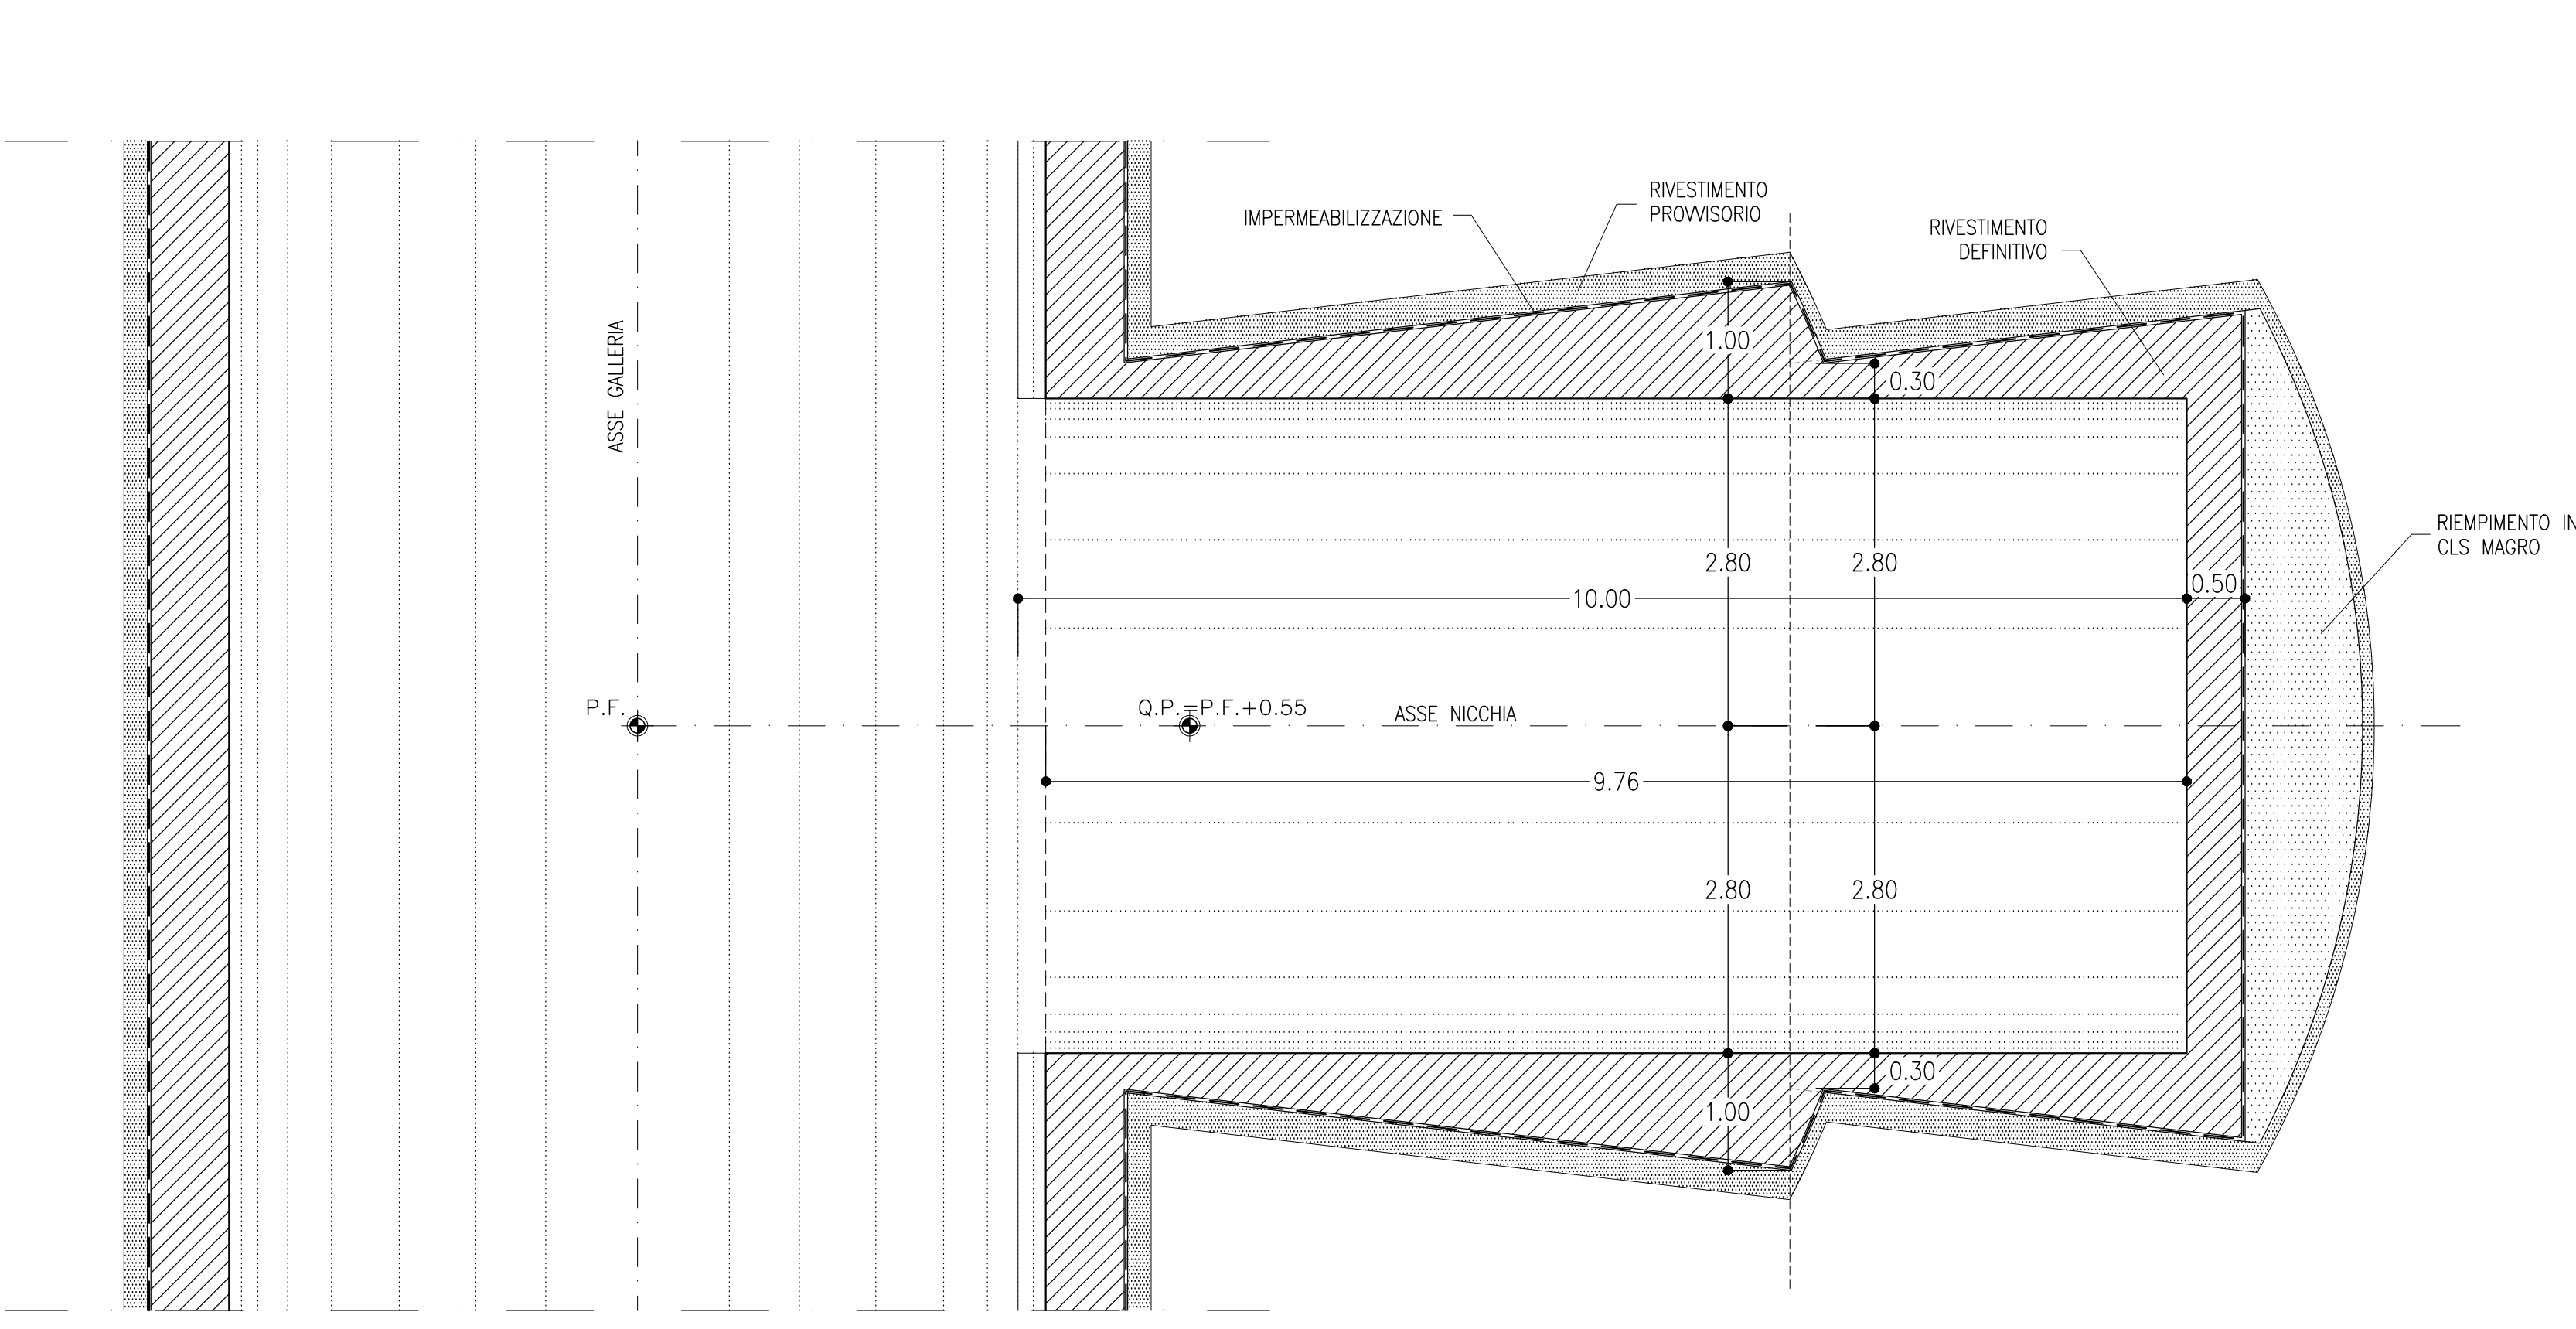 RIVESTIMENTO
PROVVISORIO
IMPERMEABILIZZAZIONE
RIVESTIMENTO
DEFINITIVO
ASSE GALLERIA
1.00
0.30
RIEMPIMENTO IN
CLS MAGRO
2.80
2.80
0.50
10.00
P.F.
Q.P.=P.F.+0.55
ASSE NICCHIA
9.76
2.80
2.80
0.30
1.00